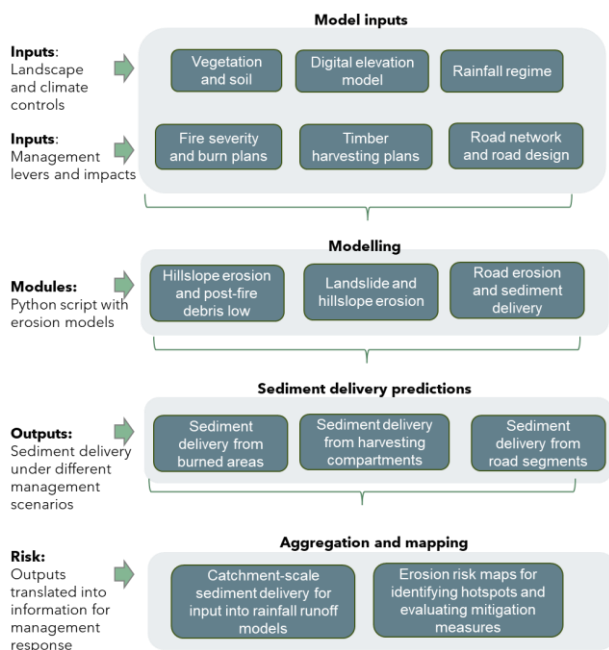 Model inputs
Inputs:
Landscape
and climate
controls
Vegetation
and soil
Digital elevation
model
Rainfall regime
Inputs:
Management
levers and impacts
Fire severity
and burn plans
Timber
harvesting plans
Road network
and road design
Modelling
Modules:
Python script with
erosion models
Hillslope erosion
and post-fire
debris low
Landslide and
hillslope erosion
Road erosion
and sediment
delivery
Sediment delivery predictions
Outputs:
Sediment delivery
under different
management
scenarios
Sediment
delivery from
burned areas
Sediment delivery
from harvesting
compartments
Sediment
delivery from
road segments
Aggregation and mapping
Risk:
Outputs
translated into
information for
management
response
Catchment-scale
sediment delivery for
input into rainfall runoff
models
Erosion risk maps for
identifying hotspots and
evaluating mitigation
measures